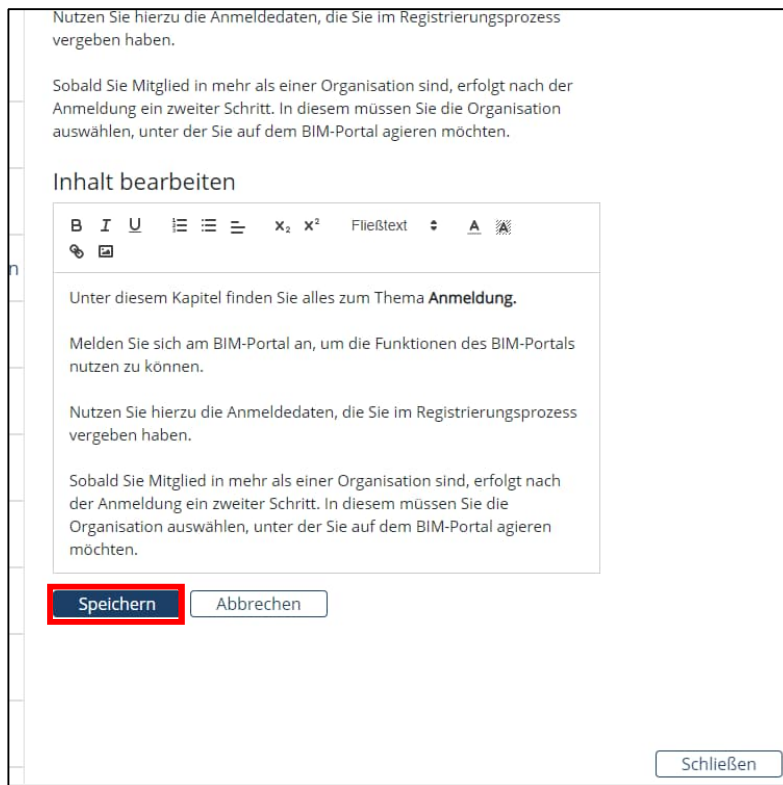 Nutzen Sie hierzu die Anmeldedaten, die Sie im Registrierungsprozess
vergeben haben.
Sobald Sie Mitglied in mehr als einer Organisation sind, erfolgt nach der
Anmeldung ein zweiter Schritt. In diesem müssen Sie die Organisation
auswählen, unter der Sie auf dem BIM-Portal agieren möchten.
Inhalt bearbeiten
B I U x₂ x² Fließtext A A
n
Unter diesem Kapitel finden Sie alles zum Thema Anmeldung.
Melden Sie sich am BIM-Portal an, um die Funktionen des BIM-Portals
nutzen zu können.
Nutzen Sie hierzu die Anmeldedaten, die Sie im Registrierungsprozess
vergeben haben.
Sobald Sie Mitglied in mehr als einer Organisation sind, erfolgt nach
der Anmeldung ein zweiter Schritt. In diesem müssen Sie die
Organisation auswählen, unter der Sie auf dem BIM-Portal agieren
möchten.
Speichern Abbrechen
Schließen